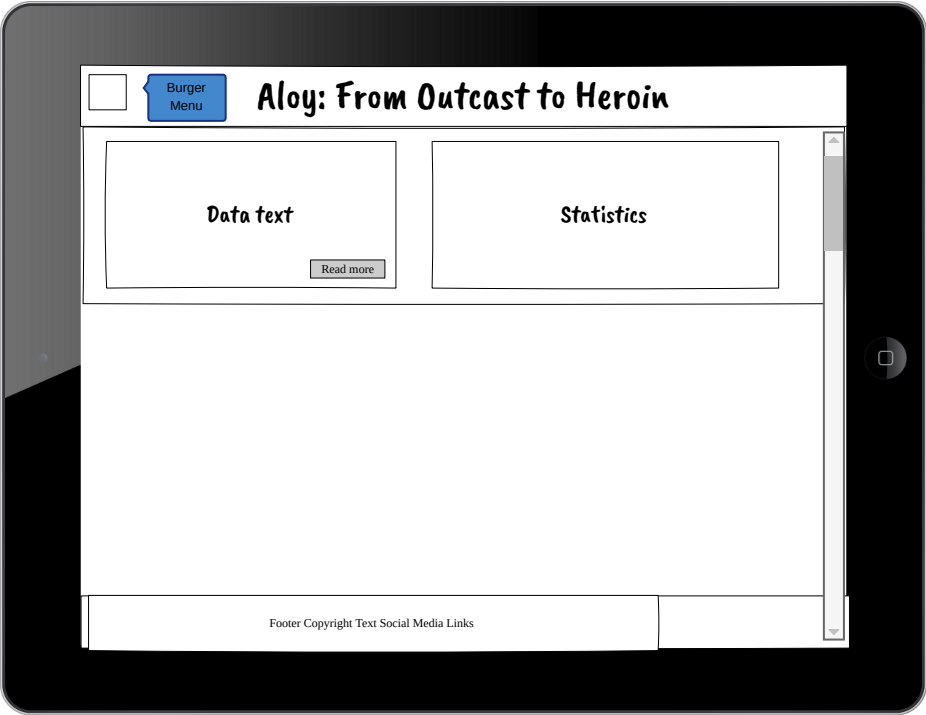 Burger
Menu
Aloy: From Outcast to Heroin
Data text
Read more
Statistics
Footer Copyright Text Social Media Links